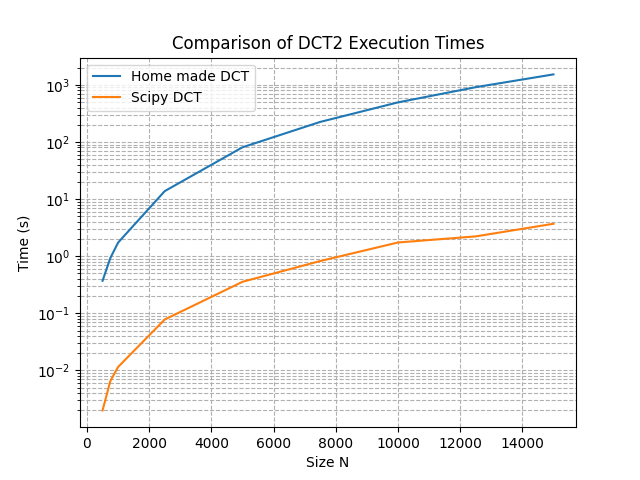 Comparison of DCT2 Execution Times
Home made DCT
Scipy DCT
Time (s)
10³
10²
10¹
10⁰
10⁻¹
10⁻²
0 2000 4000 6000 8000 10000 12000 14000
Size N